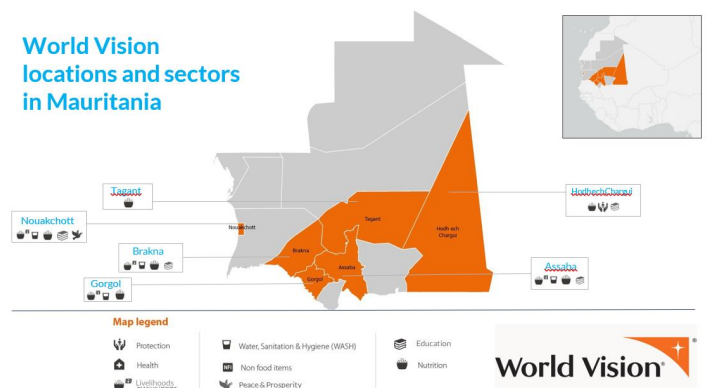 World Vision
locations and sectors
in Mauritania
Tagant
HodhechChargui
Nouakchott
Nouakchott
Tagant
Hodh ech
Chargui
Brakna
Brakna
Assaba
Assaba
Gorgol
Gorgol
Map legend
Protection
Water, Sanitation & Hygiene (WASH)
Education
Health
NFI
Non food items
Nutrition
Livelihoods
Peace & Prosperity
World Vision®